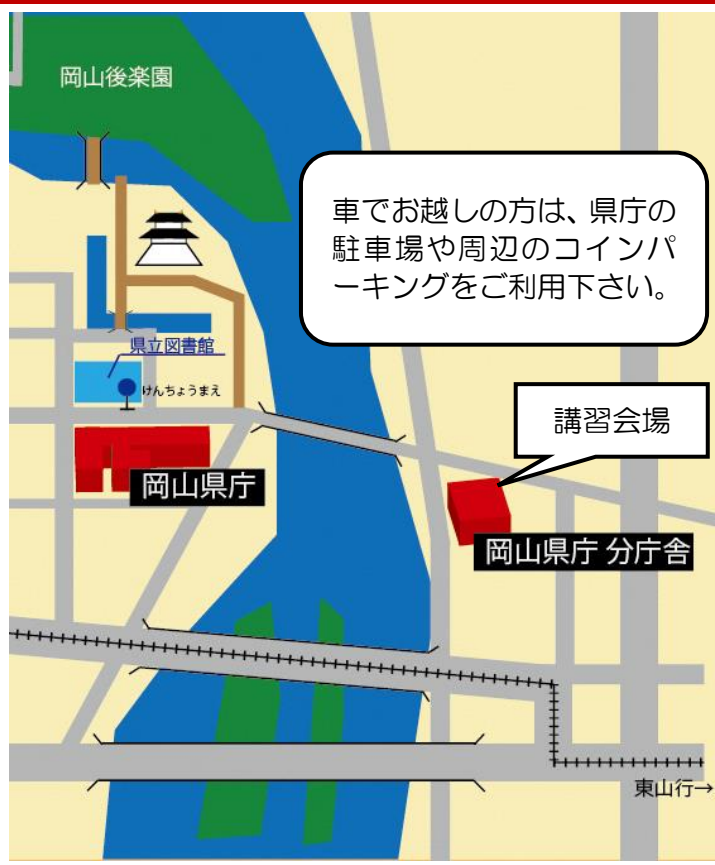 岡山後楽園
車でお越しの方は、県庁の
駐車場や周辺のコインパ
ーキングをご利用下さい。
県立図書館
けんちょうまえ
講習会場
岡山県庁
岡山県庁 分庁舎
東山行→